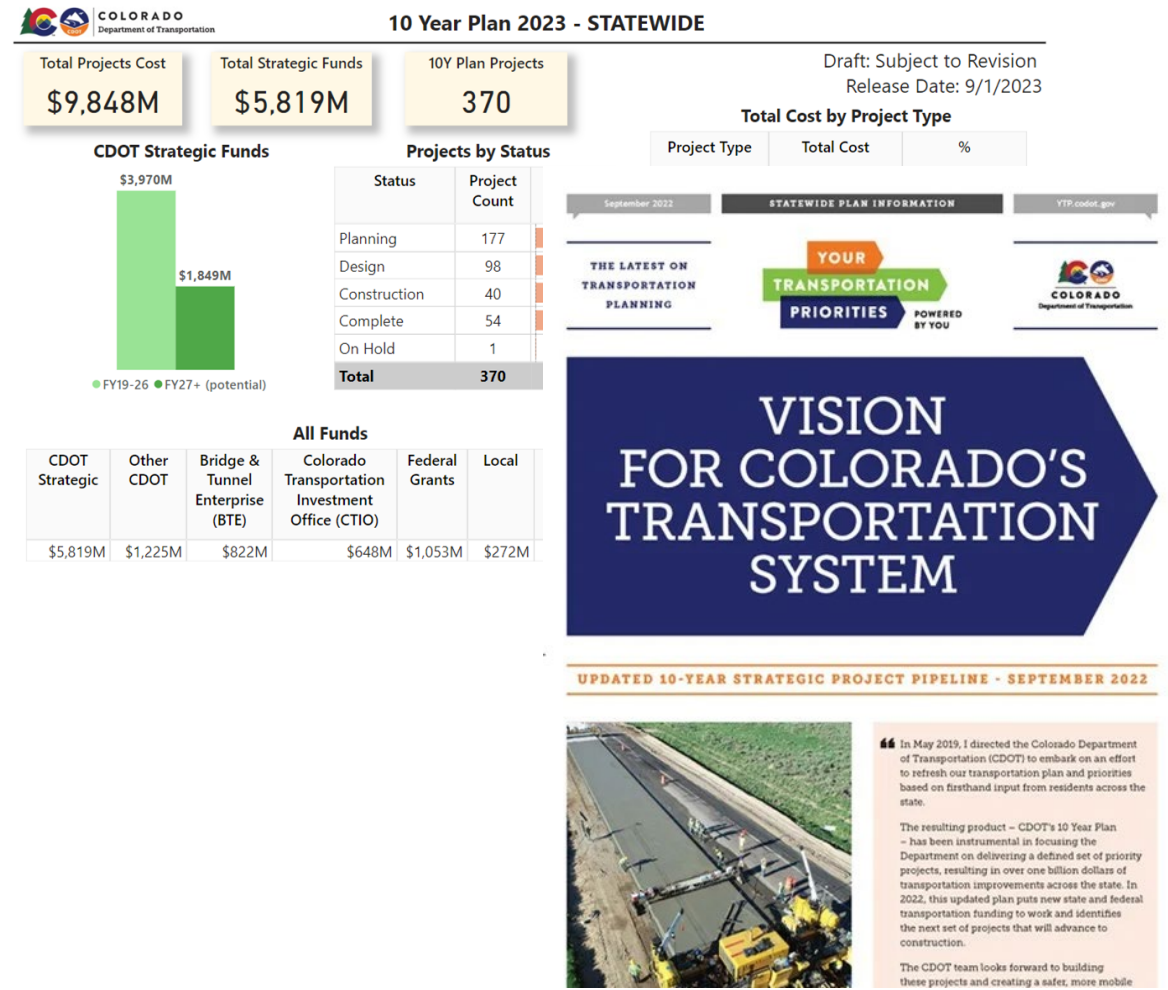 COLORADO
Department of Transportation
CDOT
10 Year Plan 2023 - STATEWIDE
Total Projects Cost
$9,848M
Total Strategic Funds
$5,819M
10Y Plan Projects
370
Draft: Subject to Revision
Release Date: 9/1/2023
Total Cost by Project Type
Project Type Total Cost %
CDOT Strategic Funds
$3,970M
$1,849M
FY19-26 FY27+ (potential)
Projects by Status
Status Project
Count
Planning 177
Design 98
Construction 40
Complete 54
On Hold 1
Total 370
All Funds
CDOT Other Bridge & Colorado Federal Local
Strategic CDOT Tunnel Transportation Grants
Enterprise Investment
(BTE) Office (CTIO)
$5,819M $1,225M $822M $648M $1,053M $272M
September 2022
STATEWIDE PLAN INFORMATION
YTP.codot.gov
THE LATEST ON
TRANSPORTATION
PLANNING
YOUR
TRANSPORTATION
PRIORITIES
POWERED
BY YOU
COLORADO
Department of Transportation
VISION
FOR COLORADO’S
TRANSPORTATION
SYSTEM
UPDATED 10-YEAR STRATEGIC PROJECT PIPELINE - SEPTEMBER 2022
❝ In May 2019, I directed the Colorado Department
of Transportation (CDOT) to embark on an effort
to refresh our transportation plan and priorities
based on firsthand input from residents across the
state.
The resulting product – CDOT's 10 Year Plan
– has been instrumental in focusing the
Department on delivering a defined set of priority
projects, resulting in over one billion dollars of
transportation improvements across the state. In
2022, this updated plan puts new state and federal
transportation funding to work and identifies
the next set of projects that will advance to
construction.
The CDOT team looks forward to building
these projects and creating a safer, more mobile